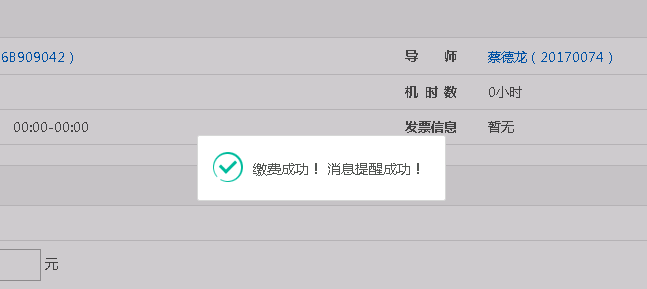 6B909042）
导 师 蔡德龙（20170074）
机 时 数 0小时
00:00-00:00 发票信息 暂无
缴费成功！ 消息提醒成功！
元